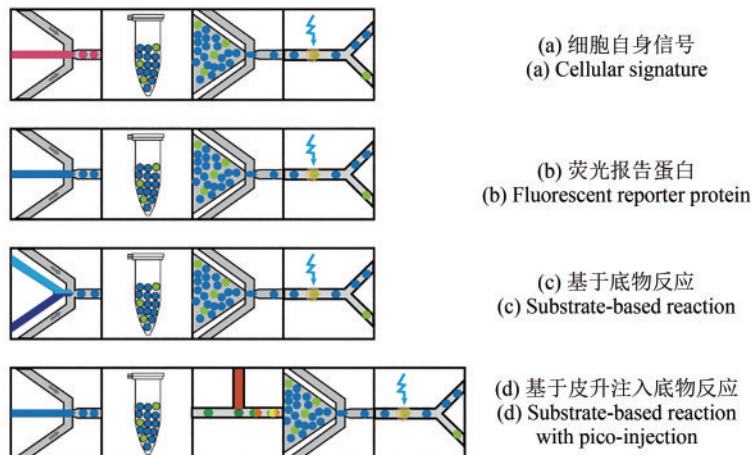 (a) 细胞自身信号
(a) Cellular signature
(b) 荧光报告蛋白
(b) Fluorescent reporter protein
(c) 基于底物反应
(c) Substrate-based reaction
(d) 基于皮升注入底物反应
(d) Substrate-based reaction
with pico-injection